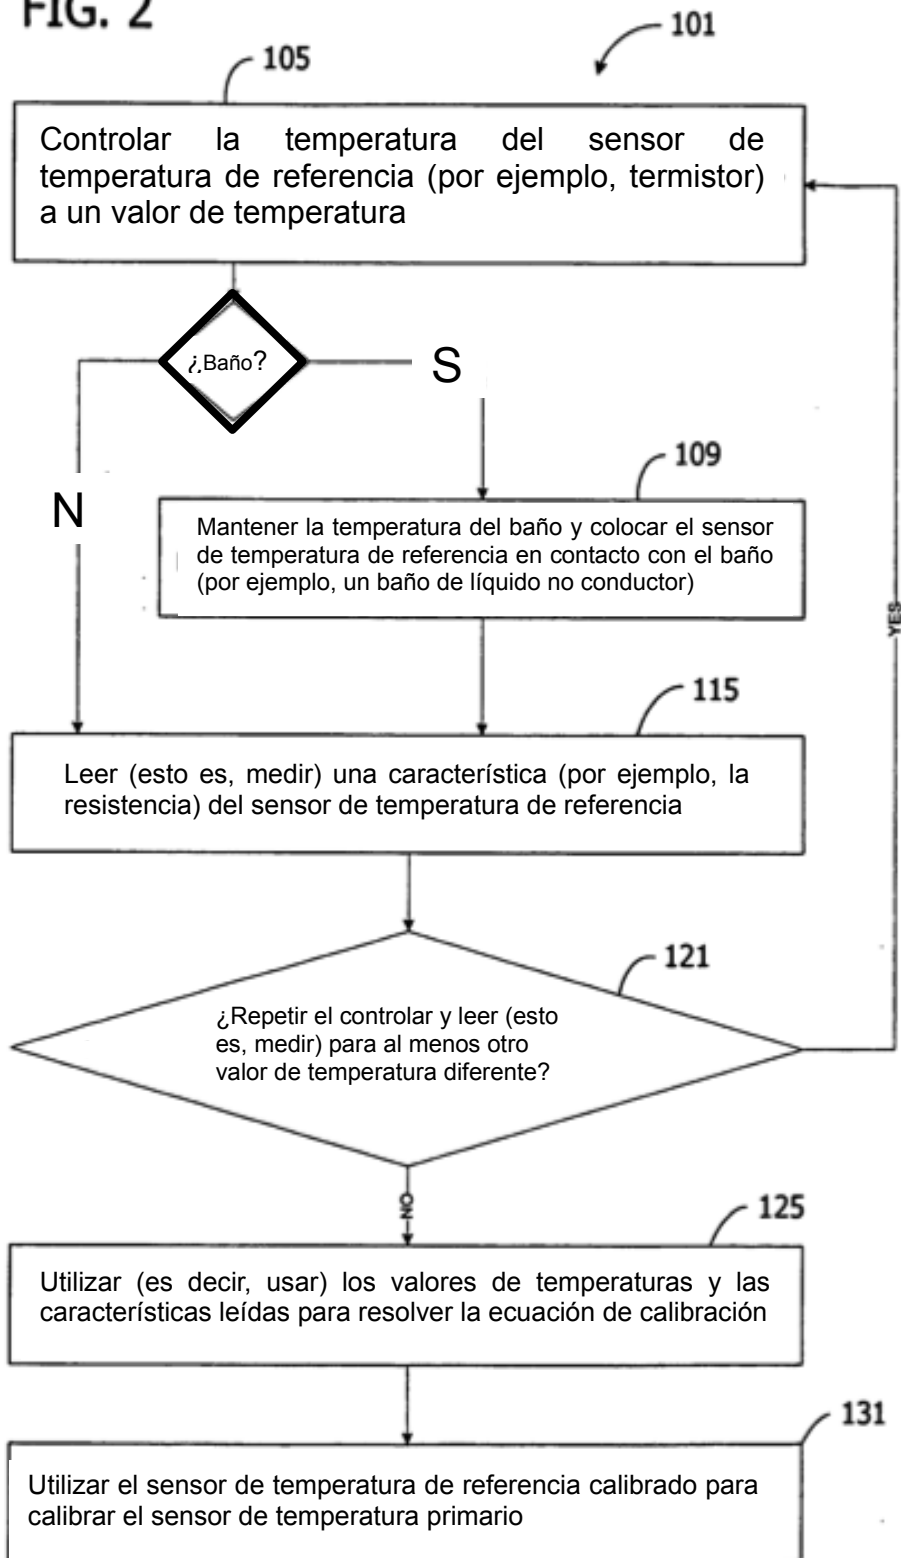 FIG. 2
101
105
Controlar la temperatura del sensor de
temperatura de referencia (por ejemplo, termistor)
a un valor de temperatura
¿Baño?
S
N
109
Mantener la temperatura del baño y colocar el sensor
de temperatura de referencia en contacto con el baño
(por ejemplo, un baño de líquido no conductor)
YES
115
Leer (esto es, medir) una característica (por ejemplo, la
resistencia) del sensor de temperatura de referencia
121
¿Repetir el controlar y leer (esto
es, medir) para al menos otro
valor de temperatura diferente?
NO
125
Utilizar (es decir, usar) los valores de temperaturas y las
características leídas para resolver la ecuación de calibración
131
Utilizar el sensor de temperatura de referencia calibrado para
calibrar el sensor de temperatura primario